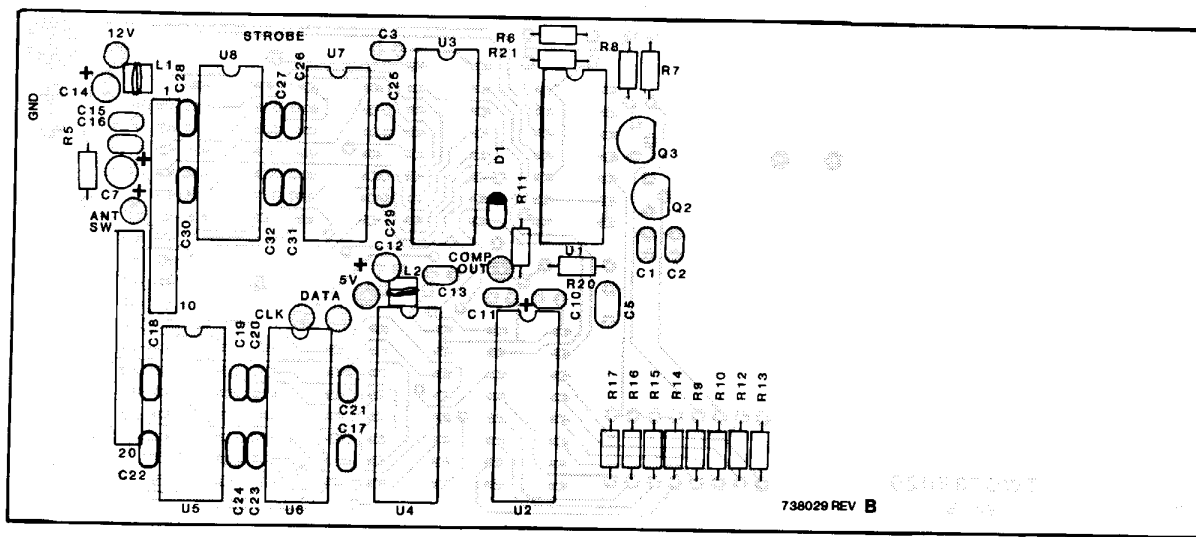 12V
STROBE
C3
U3
R6
R21
R8
R7
L1
C28
U8
C27
C26
U7
C25
C14
1
GND
C15
C16
R5
D1
Q3
C7
R11
Q2
ANT
SW
C30
C32
C31
C29
C12
COMP
OUT
U1
C1
C2
5V
L2
C13
R20
10
DATA
CLK
C11
C10
C5
C18
C19
C20
R17
R16
R15
R14
R9
R10
R12
R13
C21
C17
20
C22
C24
C23
U5
U6
U4
U2
738029 REV B